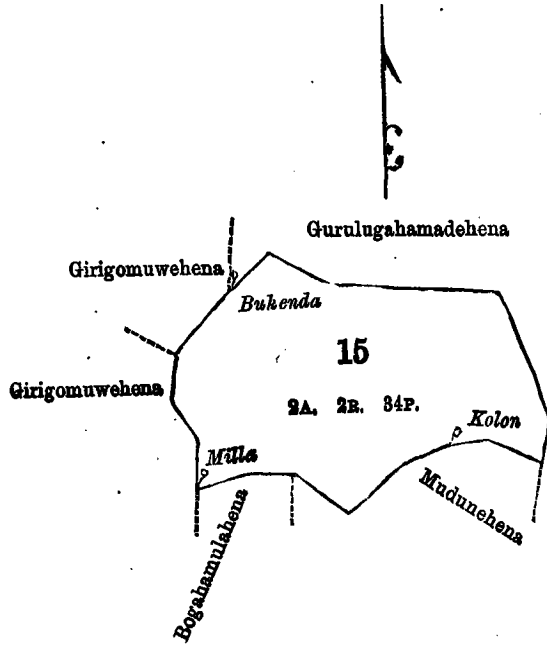 Gurulugahamadehena
Girigomuwehena
Bukenda
15
Girigomuwehena
2A. 2R. 34P.
Kolon
Milla
Mudunehena
Bogahamulahena